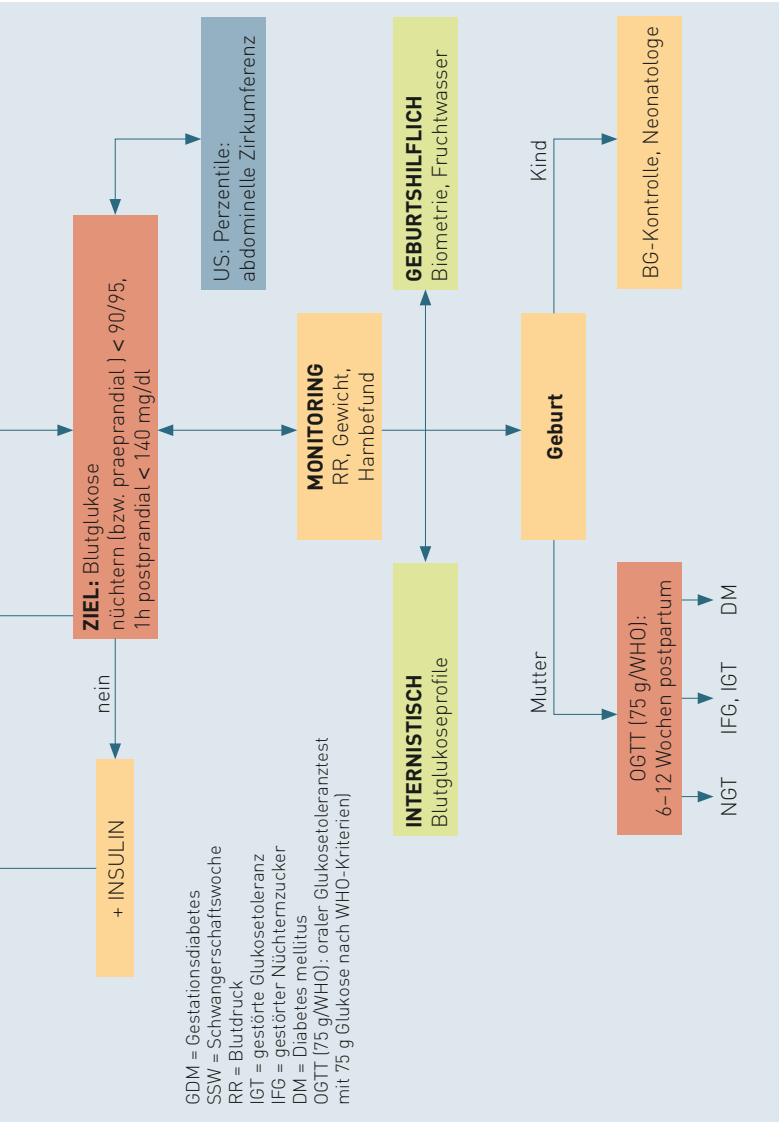 ZIEL: Blutglukose
nüchtern (bzw. praeprandial ) < 90/95,
1h postprandial < 140 mg/dl
nein
+ INSULIN
US: Perzentile:
abdominelle Zirkumferenz
MONITORING
RR, Gewicht,
Harnbefund
INTERNISTISCH
Blutglukoseprofile
GEBURTSHILFLICH
Biometrie, Fruchtwasser
Geburt
Mutter
Kind
OGTT (75 g/WHO):
6–12 Wochen postpartum
BG-Kontrolle, Neonatologe
NGT
IFG, IGT
DM
GDM = Gestationsdiabetes
SSW = Schwangerschaftswoche
RR = Blutdruck
IGT = gestörte Glukosetoleranz
IFG = gestörter Nüchternzucker
DM = Diabetes mellitus
OGTT (75 g/WHO): oraler Glukosetoleranztest
mit 75 g Glukose nach WHO-Kriterien)